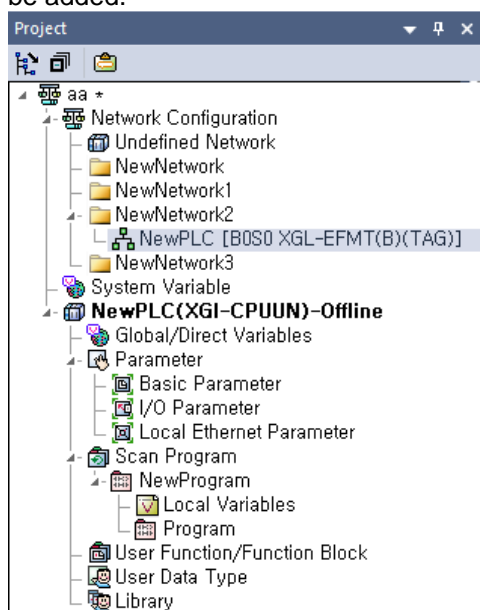 be added.
Project
aa *
Network Configuration
Undefined Network
NewNetwork
NewNetwork1
NewNetwork2
NewPLC [B0S0 XGL-EFMT(B)(TAG)]
NewNetwork3
System Variable
NewPLC(XGI-CPUUN)-Offline
Global/Direct Variables
Parameter
Basic Parameter
I/O Parameter
Local Ethernet Parameter
Scan Program
NewProgram
Local Variables
Program
User Function/Function Block
User Data Type
Library